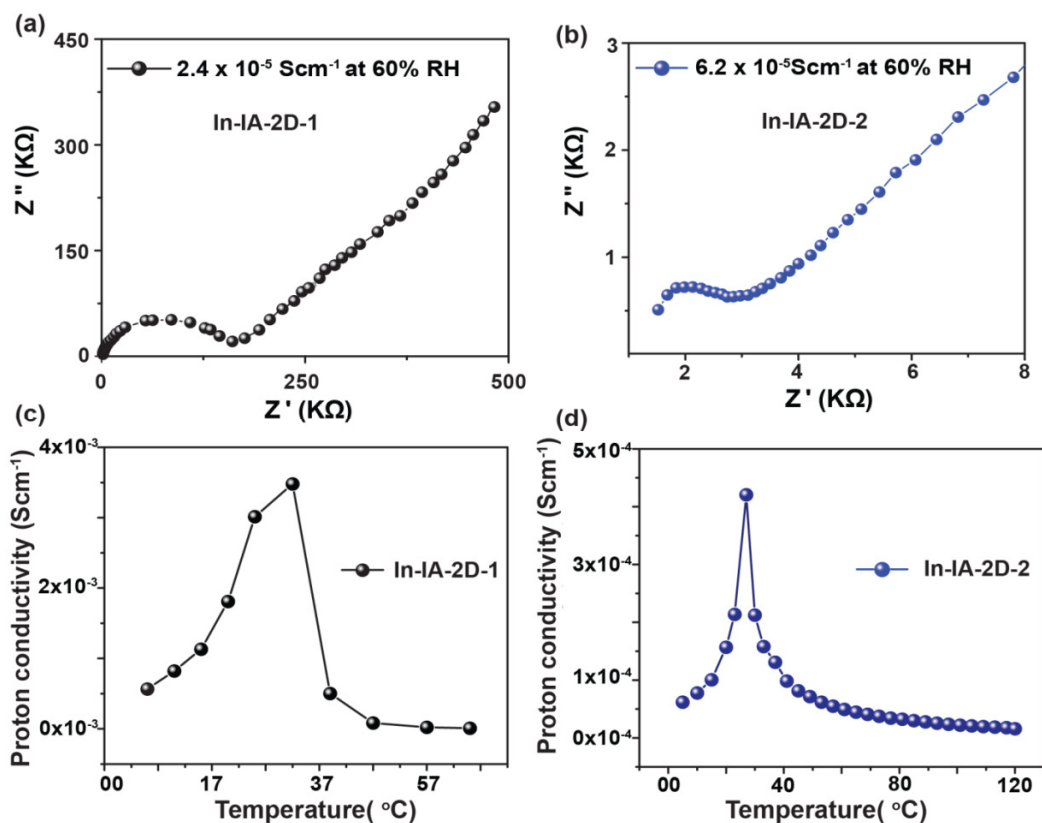 (a)
450
300
150
0
Z" (KΩ)
2.4 x 10⁻⁵ Scm⁻¹ at 60% RH
In-IA-2D-1
0
250
500
Z' (KΩ)
(b)
3
2
1
Z" (KΩ)
6.2 x 10⁻⁵Scm⁻¹ at 60% RH
In-IA-2D-2
2
4
6
8
Z' (KΩ)
(c)
4x10⁻³
2x10⁻³
0x10⁻³
Proton conductivity (Scm⁻¹)
In-IA-2D-1
00
17
37
57
Temperature( °C)
(d)
5x10⁻⁴
3x10⁻⁴
1x10⁻⁴
0x10⁻⁴
Proton conductivity (Scm⁻¹)
In-IA-2D-2
00
40
80
120
Temperature( °C)